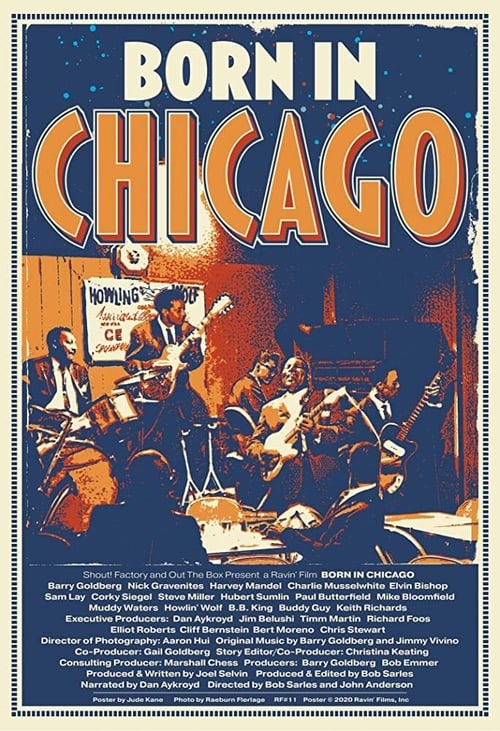 BORN IN
CHICAGO
HOWLING WOLF
CE
Shout! Factory and Out The Box Present a Ravin' Film BORN IN CHICAGO
Barry Goldberg Nick Gravenites Harvey Mandel Charlie Musselwhite Elvin Bishop
Sam Lay Corky Siegel Steve Miller Hubert Sumlin Paul Butterfield Mike Bloomfield
Muddy Waters Howlin' Wolf B.B. King Buddy Guy Keith Richards
Executive Producers: Dan Aykroyd Jim Belushi Timm Martin Richard Foos
Elliot Roberts Cliff Bernstein Bert Moreno Chris Stewart
Director of Photography: Aaron Hui Original Music by Barry Goldberg and Jimmy Vivino
Co-Producer: Gail Goldberg Story Editor/Co-Producer: Christina Keating
Consulting Producer: Marshall Chess Producers: Barry Goldberg Bob Emmer
Produced & Written by Joel Selvin Produced & Edited by Bob Sarles
Narrated by Dan Aykroyd Directed by Bob Sarles and John Anderson
Poster by Jude Kane Photo by Raeburn Flerlage RF#11 Poster © 2020 Ravin' Films, Inc